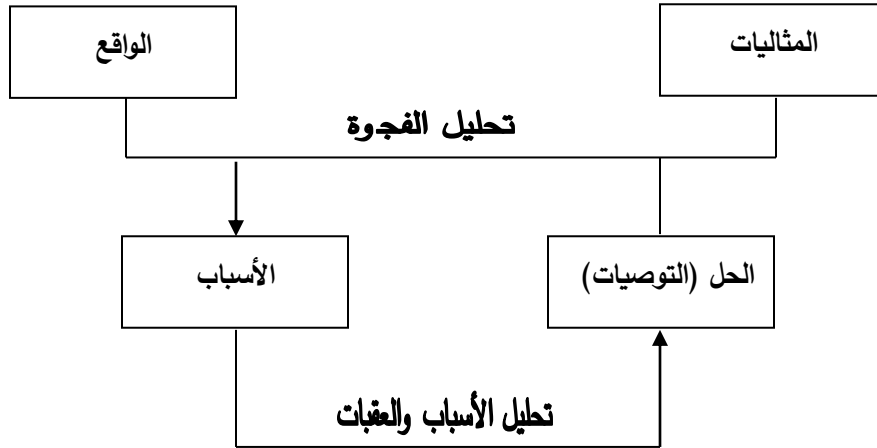 المثاليات
الواقع
تحليل الفجوة
الأسباب
الحل (التوصيات)
تحليل الأسباب والعقبات